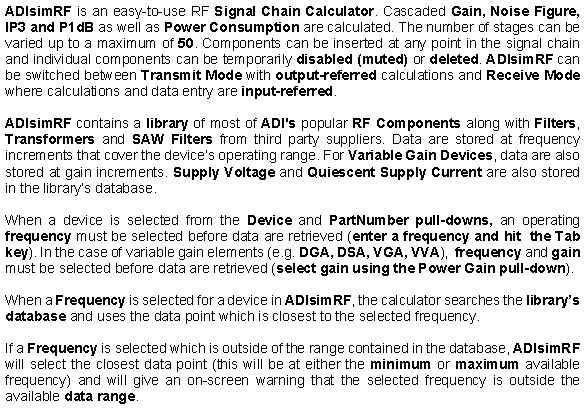 ADIsimRF is an easy-to-use RF Signal Chain Calculator. Cascaded Gain, Noise Figure,
IP3 and P1dB as well as Power Consumption are calculated. The number of stages can be
varied up to a maximum of 50. Components can be inserted at any point in the signal chain
and individual components can be temporarily disabled (muted) or deleted. ADIsimRF can
be switched between Transmit Mode with output-referred calculations and Receive Mode
where calculations and data entry are input-referred.

ADIsimRF contains a library of most of ADI's popular RF Components along with Filters,
Transformers and SAW Filters from third party suppliers. Data are stored at frequency
increments that cover the device's operating range. For Variable Gain Devices, data are also
stored at gain increments. Supply Voltage and Quiescent Supply Current are also stored
in the library's database.

When a device is selected from the Device and PartNumber pull-downs, an operating
frequency must be selected before data are retrieved (enter a frequency and hit the Tab
key). In the case of variable gain elements (e.g. DGA, DSA, VGA, VVA), frequency and gain
must be selected before data are retrieved (select gain using the Power Gain pull-down).

When a Frequency is selected for a device in ADIsimRF, the calculator searches the library's
database and uses the data point which is closest to the selected frequency.

If a Frequency is selected which is outside of the range contained in the database, ADIsimRF
will select the closest data point (this will be at either the minimum or maximum available
frequency) and will give an on-screen warning that the selected frequency is outside the
available data range.